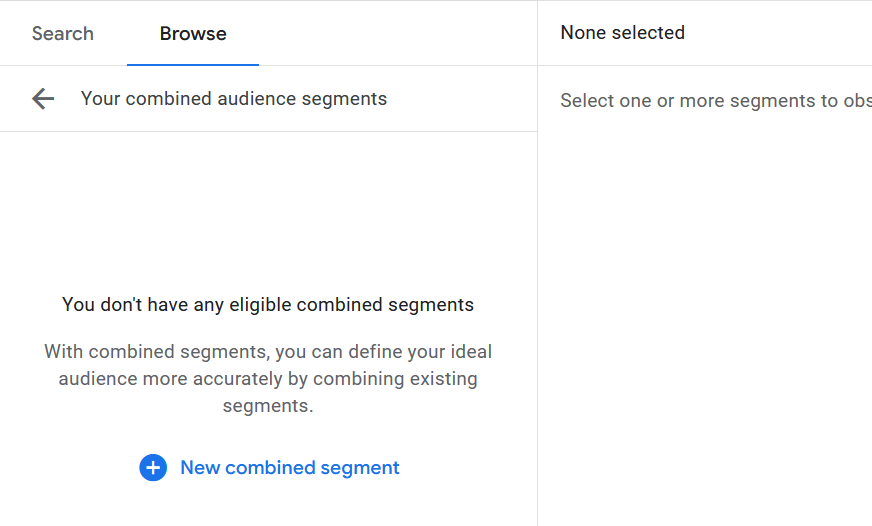 Search
Browse
None selected
Your combined audience segments
Select one or more segments to obs
You don't have any eligible combined segments
With combined segments, you can define your ideal
audience more accurately by combining existing
segments.
New combined segment